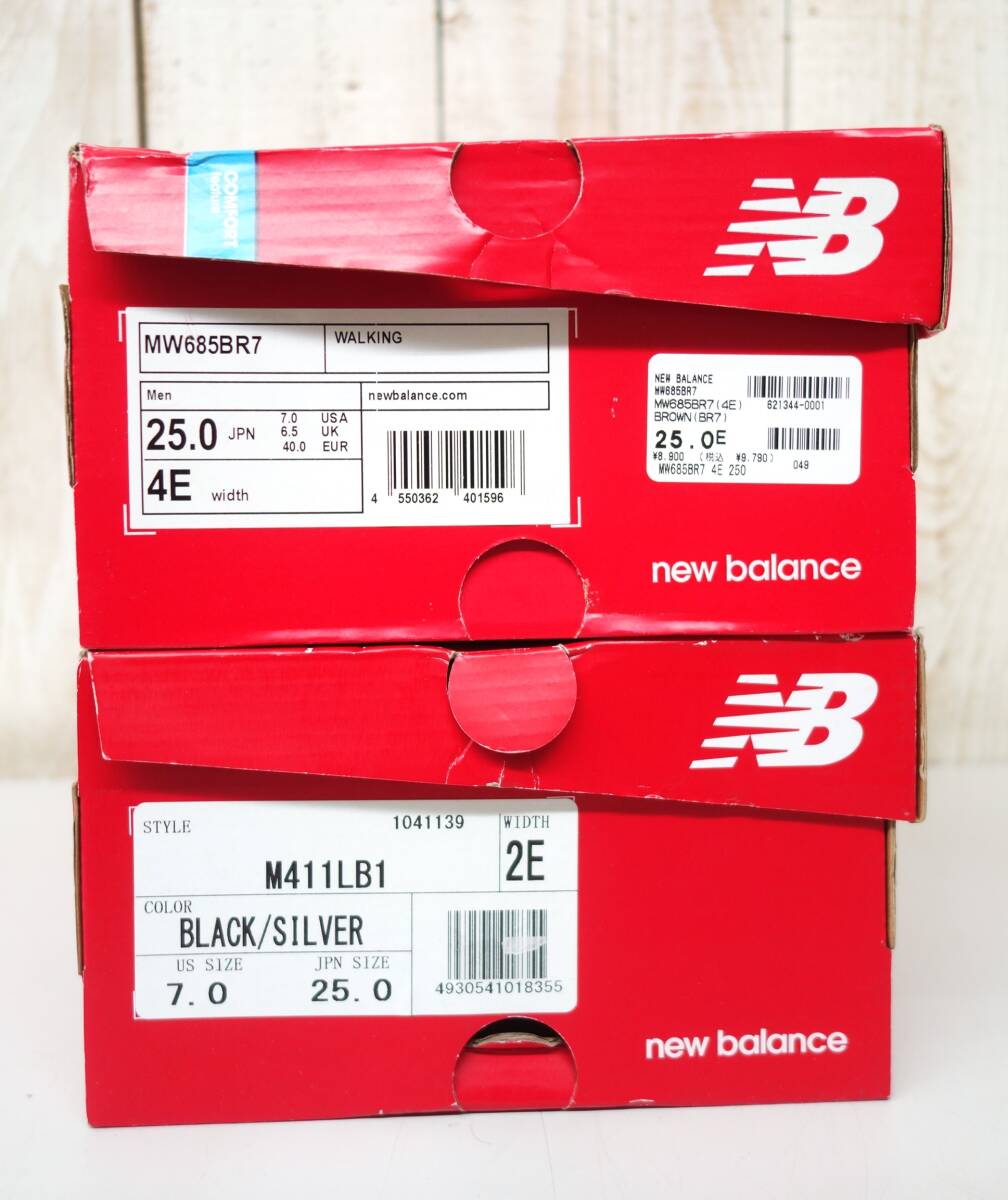 COMFORT
feature
NB
MW685BR7
WALKING
Men
newbalance.com
25.0 JPN
7.0 USA
6.5 UK
40.0 EUR
4E width
4 550362 401596
NEW BALANCE
MW685BR7
MW685BR7(4E)
621344-0001
BROWN(BR7)
25.0E
¥8.900 (税込 ¥9.790)
049
MW685BR7 4E 250
new balance
NB
STYLE
1041139
WIDTH
M411LB1
2E
COLOR
BLACK/SILVER
US SIZE
JPN SIZE
7.0
25.0
4930541018355
new balance